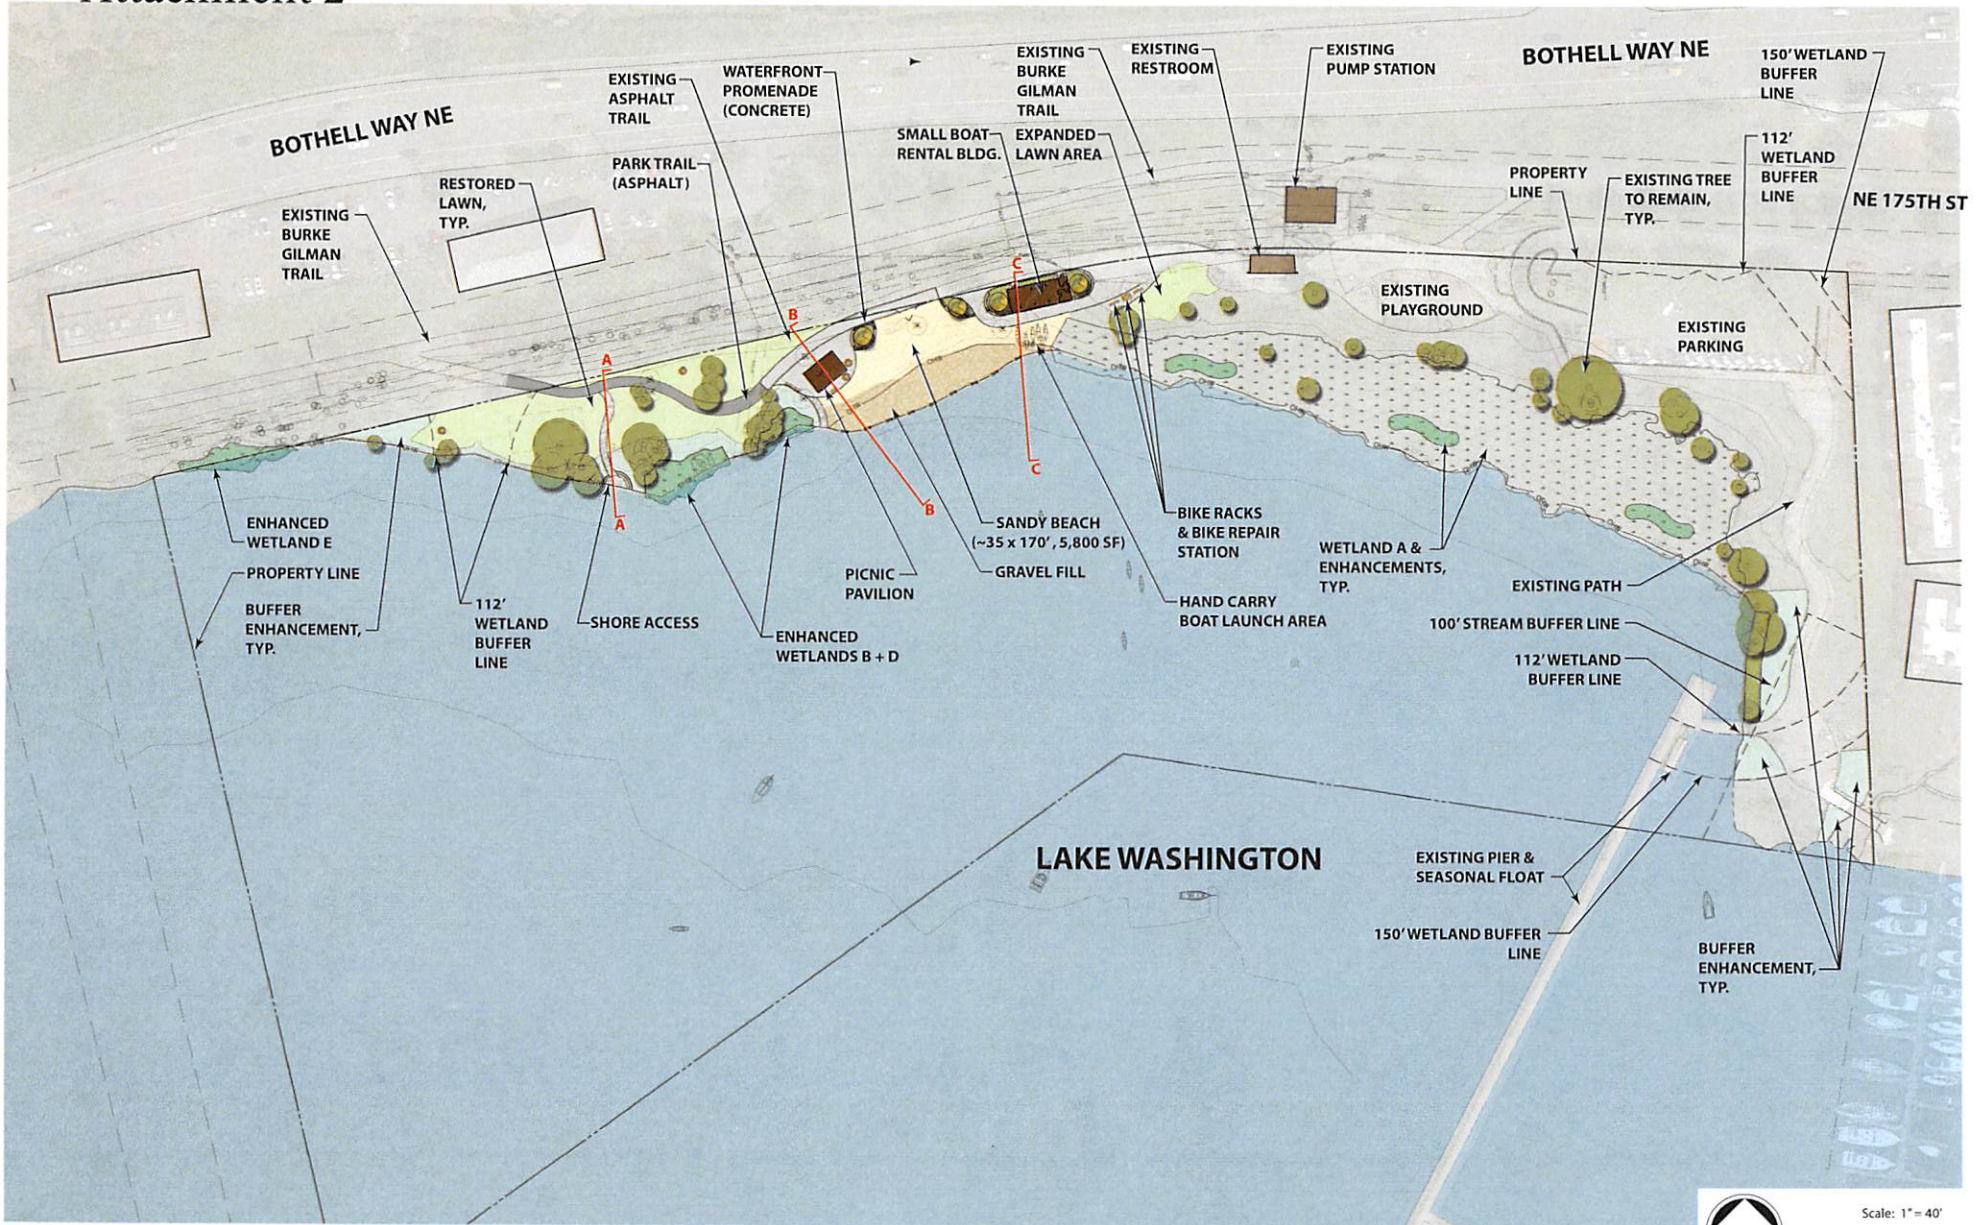 Attachment 2
BOTHELL WAY NE
EXISTING
ASPHALT
TRAIL
WATERFRONT
PROMENADE
(CONCRETE)
EXISTING
BURKE
GILMAN
TRAIL
EXISTING
RESTROOM
EXISTING
PUMP STATION
BOTHELL WAY NE
150' WETLAND
BUFFER
LINE
SMALL BOAT
RENTAL BLDG.
EXPANDED
LAWN AREA
112'
WETLAND
BUFFER
LINE
NE 175TH ST
PARK TRAIL
(ASPHALT)
RESTORED
LAWN,
TYP.
EXISTING
BURKE
GILMAN
TRAIL
PROPERTY
LINE
EXISTING TREE
TO REMAIN,
TYP.
EXISTING
PLAYGROUND
EXISTING
PARKING
A
B
C
A
B
C
ENHANCED
WETLAND E
PROPERTY LINE
BUFFER
ENHANCEMENT,
TYP.
112'
WETLAND
BUFFER
LINE
SHORE ACCESS
ENHANCED
WETLANDS B + D
PICNIC
PAVILION
SANDY BEACH
(~35 x 170', 5,800 SF)
GRAVEL FILL
BIKE RACKS
& BIKE REPAIR
STATION
HAND CARRY
BOAT LAUNCH AREA
WETLAND A &
ENHANCEMENTS,
TYP.
EXISTING PATH
100' STREAM BUFFER LINE
112' WETLAND
BUFFER LINE
LAKE WASHINGTON
EXISTING PIER &
SEASONAL FLOAT
150' WETLAND BUFFER
LINE
BUFFER
ENHANCEMENT,
TYP.
Scale: 1" = 40'